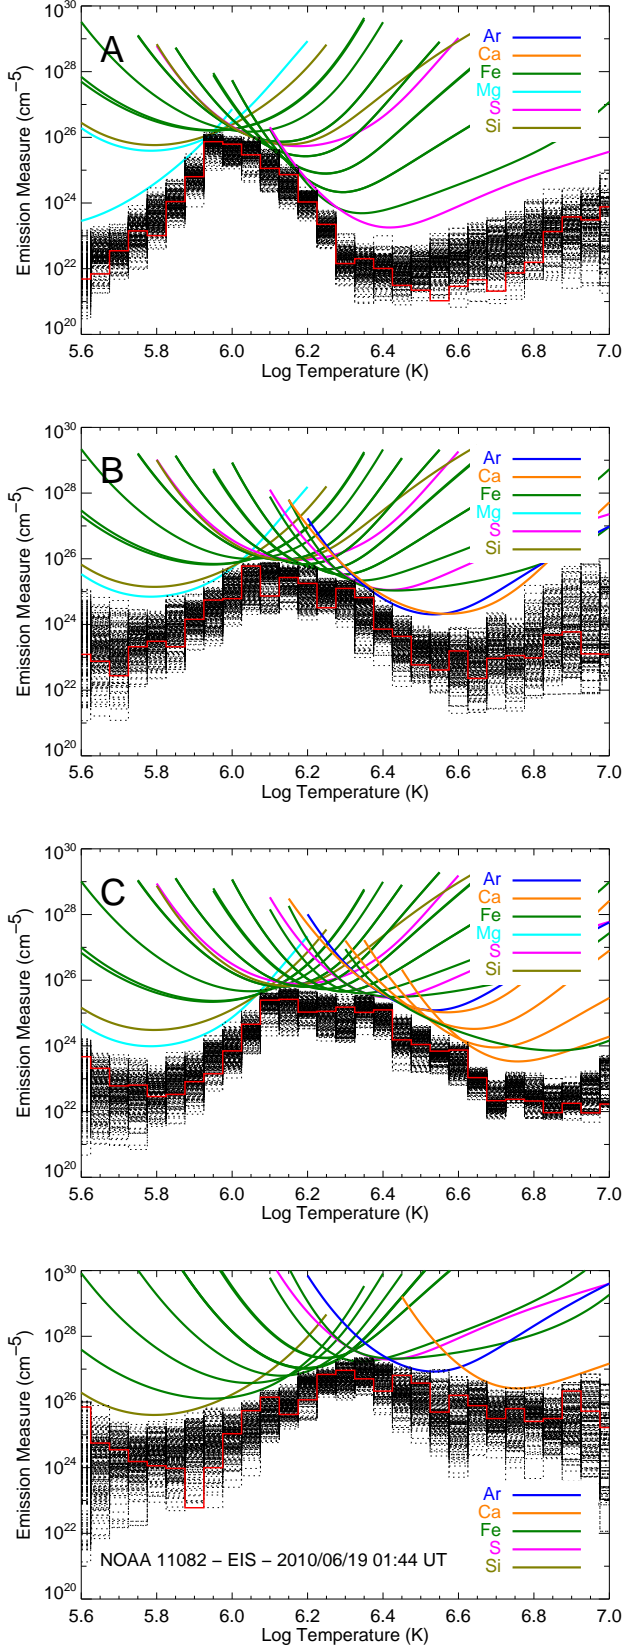 10^30
A
Ar
Ca
Fe
Mg
S
Si
10^28
10^26
10^24
10^22
10^20
Emission Measure (cm^−5)
5.6 5.8 6.0 6.2 6.4 6.6 6.8 7.0
Log Temperature (K)
10^30
B
Ar
Ca
Fe
Mg
S
Si
10^28
10^26
10^24
10^22
10^20
Emission Measure (cm^−5)
5.6 5.8 6.0 6.2 6.4 6.6 6.8 7.0
Log Temperature (K)
10^30
C
Ar
Ca
Fe
Mg
S
Si
10^28
10^26
10^24
10^22
10^20
Emission Measure (cm^−5)
5.6 5.8 6.0 6.2 6.4 6.6 6.8 7.0
Log Temperature (K)
10^30
10^28
10^26
10^24
10^22
10^20
Emission Measure (cm^−5)
Ar
Ca
Fe
S
Si
NOAA 11082 − EIS − 2010/06/19 01:44 UT
5.6 5.8 6.0 6.2 6.4 6.6 6.8 7.0
Log Temperature (K)